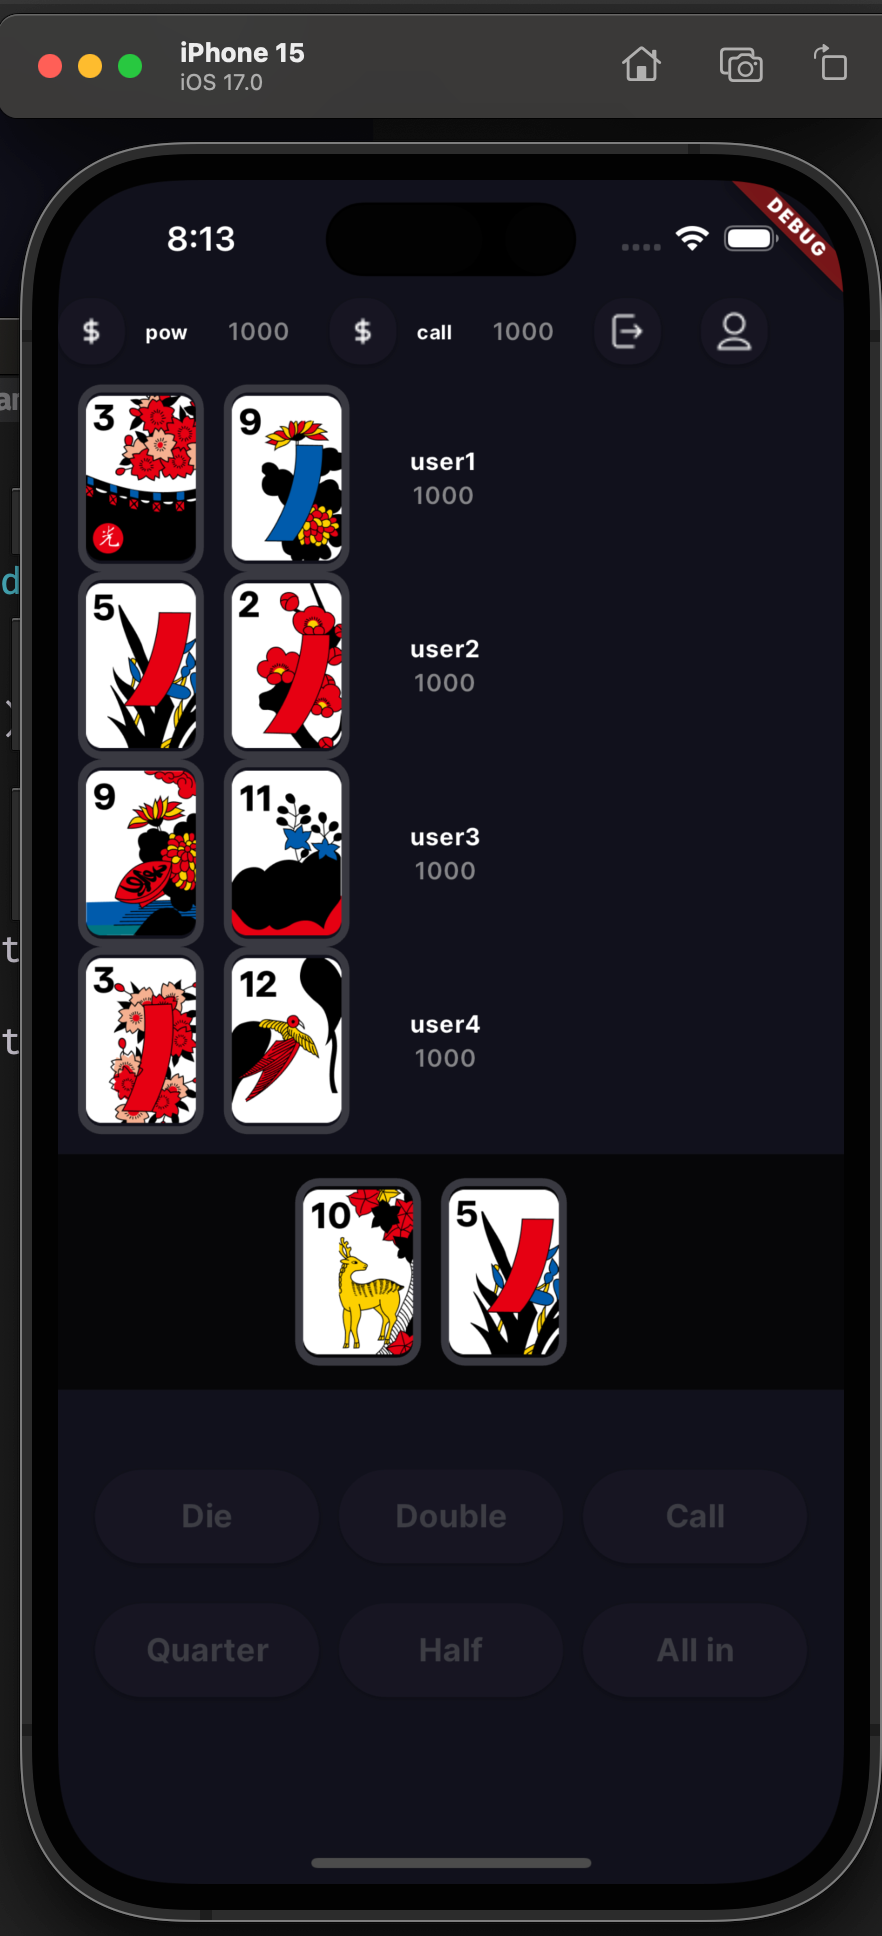 iPhone 15
iOS 17.0
8:13
DEBUG
$ pow 1000 $ call 1000
3 9
光
user1
1000
5 2
user2
1000
9 11
user3
1000
3 12
user4
1000
10 5
Die Double Call
Quarter Half All in
d
t
t